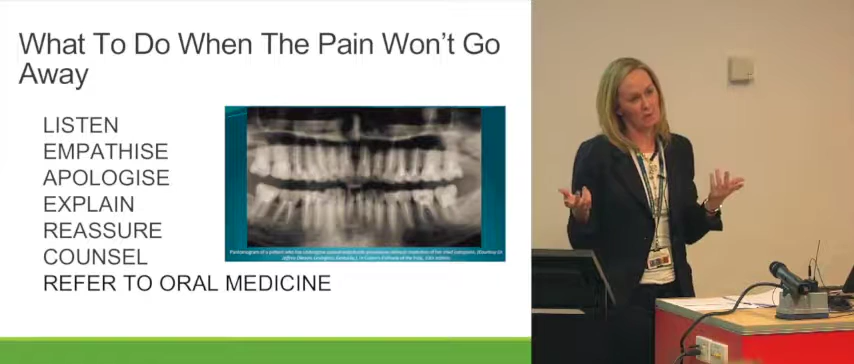 What To Do When The Pain Won't Go
Away
LISTEN
EMPATHISE
APOLOGISE
EXPLAIN
REASSURE
COUNSEL
REFER TO ORAL MEDICINE